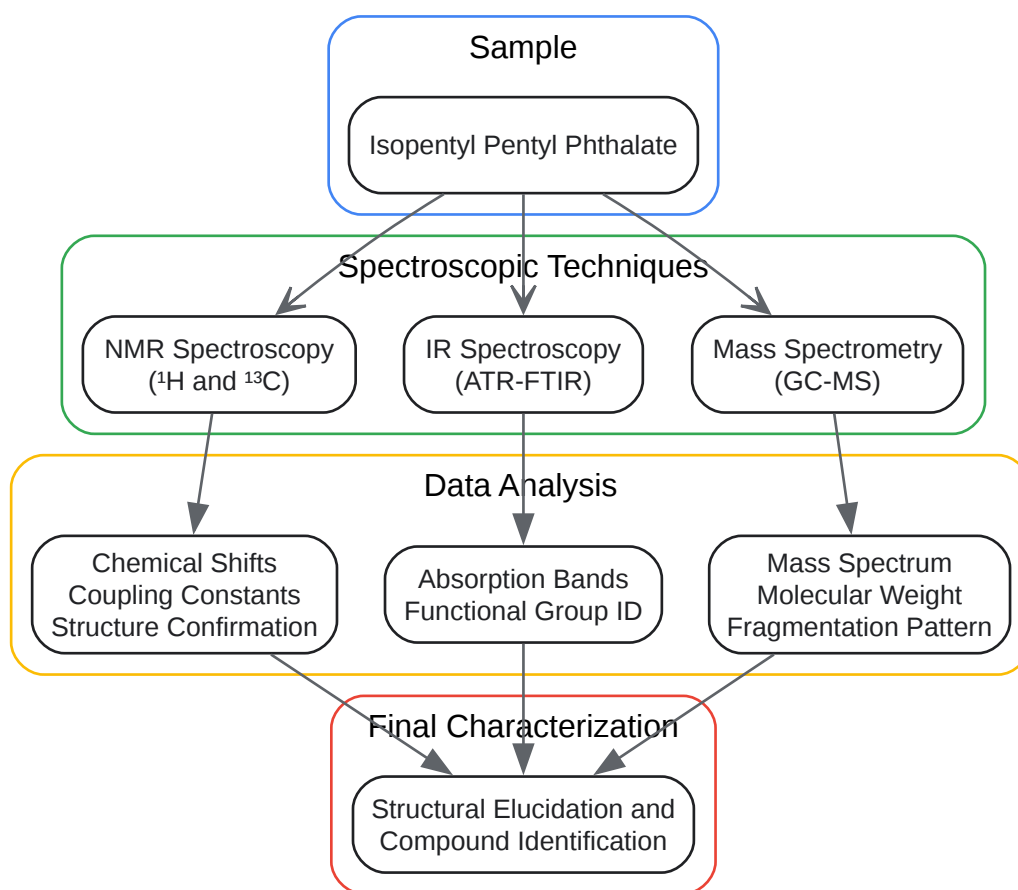 Sample
Isopentyl Pentyl Phthalate
Spectroscopic Techniques
NMR Spectroscopy
(¹H and ¹³C)
IR Spectroscopy
(ATR-FTIR)
Mass Spectrometry
(GC-MS)
Data Analysis
Chemical Shifts
Coupling Constants
Structure Confirmation
Absorption Bands
Functional Group ID
Mass Spectrum
Molecular Weight
Fragmentation Pattern
Final Characterization
Structural Elucidation and
Compound Identification